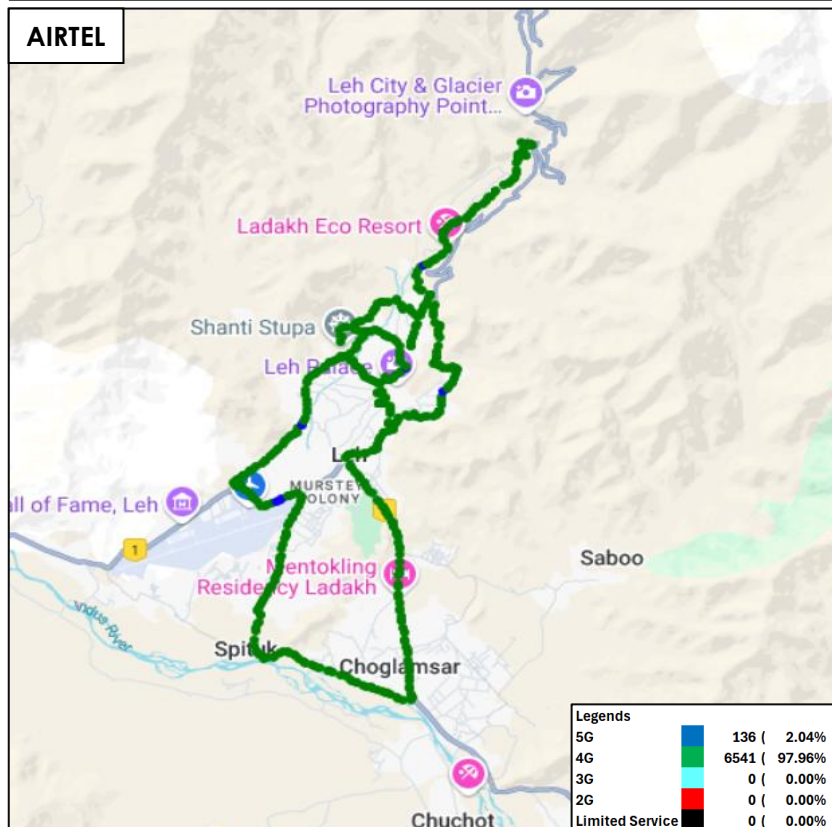 AIRTEL
Leh City & Glacier
Photography Point...
Ladakh Eco Resort
Shanti Stupa
Leh Palace
Leh
MURSTEY
COLONY
all of Fame, Leh
1
Saboo
Mentokling
Residency Ladakh
Indus River
Spituk
Choglamsar
Chuchot
Legends
5G 136 ( 2.04%
4G 6541 ( 97.96%
3G 0 ( 0.00%
2G 0 ( 0.00%
Limited Service 0 ( 0.00%